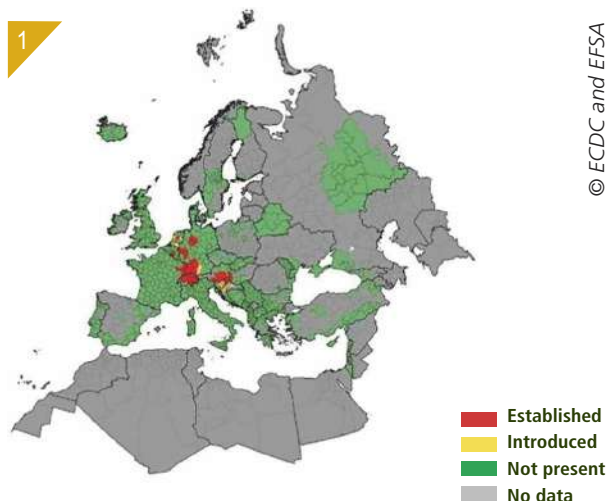 1
© ECDC and EFSA
Established
Introduced
Not present
No data